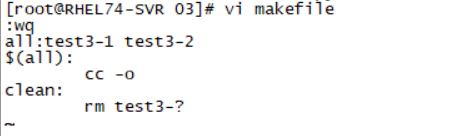 [root@RHEL74-SVR 03]# vi makefile
:wq
all:test3-1 test3-2
$(all):
        cc -o
clean:
        rm test3-?
~